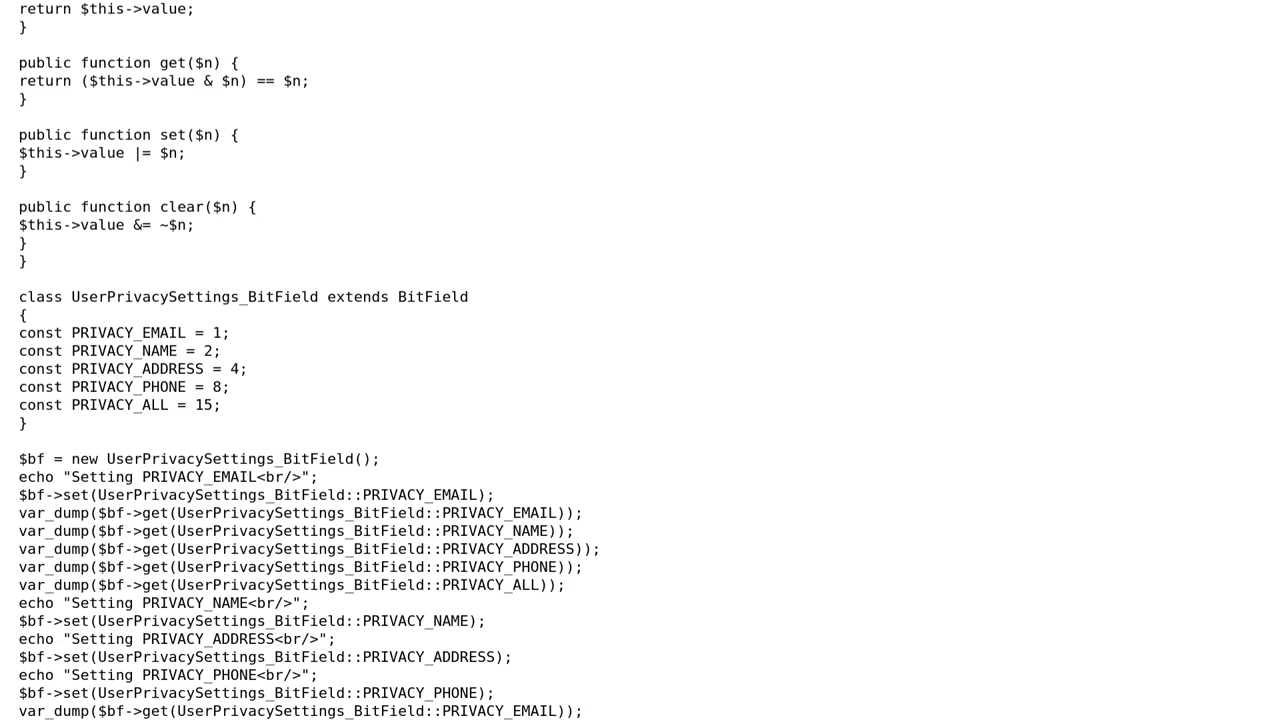 return $this->value;
}

public function get($n) {
return ($this->value & $n) == $n;
}

public function set($n) {
$this->value |= $n;
}

public function clear($n) {
$this->value &= ~$n;
}
}

class UserPrivacySettings_BitField extends BitField
{
const PRIVACY_EMAIL = 1;
const PRIVACY_NAME = 2;
const PRIVACY_ADDRESS = 4;
const PRIVACY_PHONE = 8;
const PRIVACY_ALL = 15;
}

$bf = new UserPrivacySettings_BitField();
echo "Setting PRIVACY_EMAIL<br/>";
$bf->set(UserPrivacySettings_BitField::PRIVACY_EMAIL);
var_dump($bf->get(UserPrivacySettings_BitField::PRIVACY_EMAIL));
var_dump($bf->get(UserPrivacySettings_BitField::PRIVACY_NAME));
var_dump($bf->get(UserPrivacySettings_BitField::PRIVACY_ADDRESS));
var_dump($bf->get(UserPrivacySettings_BitField::PRIVACY_PHONE));
var_dump($bf->get(UserPrivacySettings_BitField::PRIVACY_ALL));
echo "Setting PRIVACY_NAME<br/>";
$bf->set(UserPrivacySettings_BitField::PRIVACY_NAME);
echo "Setting PRIVACY_ADDRESS<br/>";
$bf->set(UserPrivacySettings_BitField::PRIVACY_ADDRESS);
echo "Setting PRIVACY_PHONE<br/>";
$bf->set(UserPrivacySettings_BitField::PRIVACY_PHONE);
var_dump($bf->get(UserPrivacySettings_BitField::PRIVACY_EMAIL));